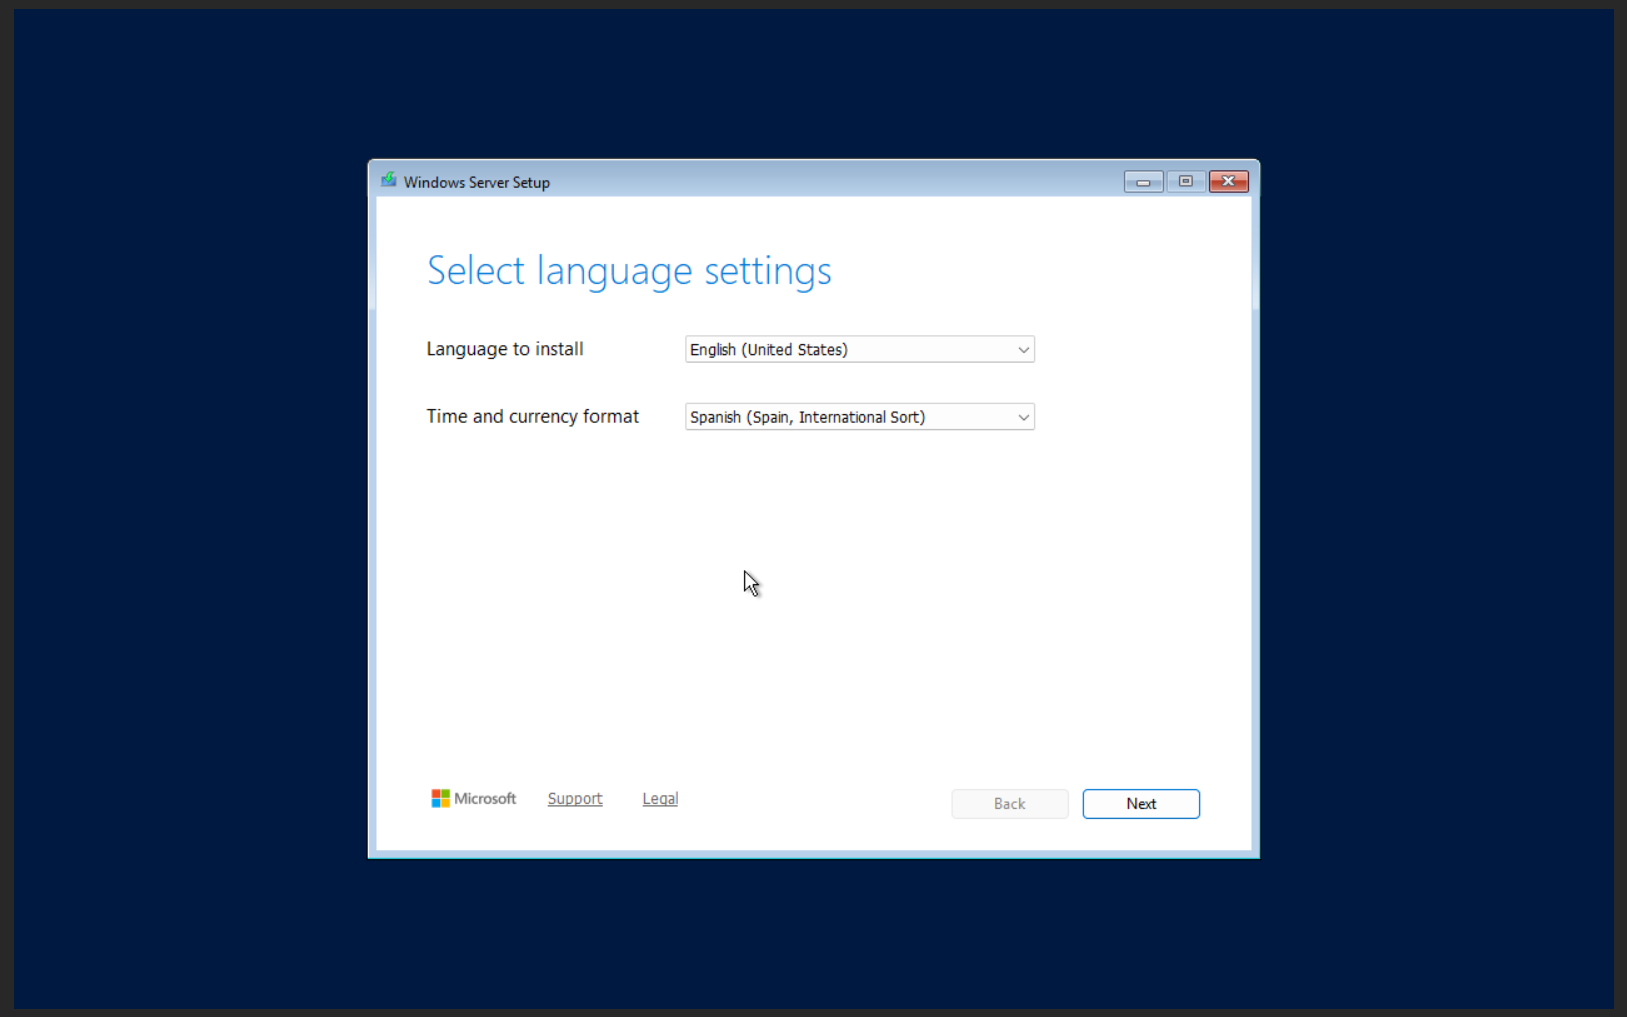 Windows Server Setup
Select language settings
Language to install
English (United States)
Time and currency format
Spanish (Spain, International Sort)
Microsoft
Support
Legal
Back
Next